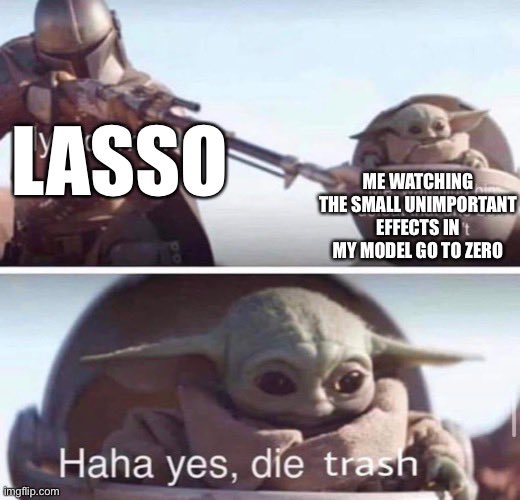 LASSO
ME WATCHING
THE SMALL UNIMPORTANT
EFFECTS IN
MY MODEL GO TO ZERO
Haha yes, die trash
imgflip.com